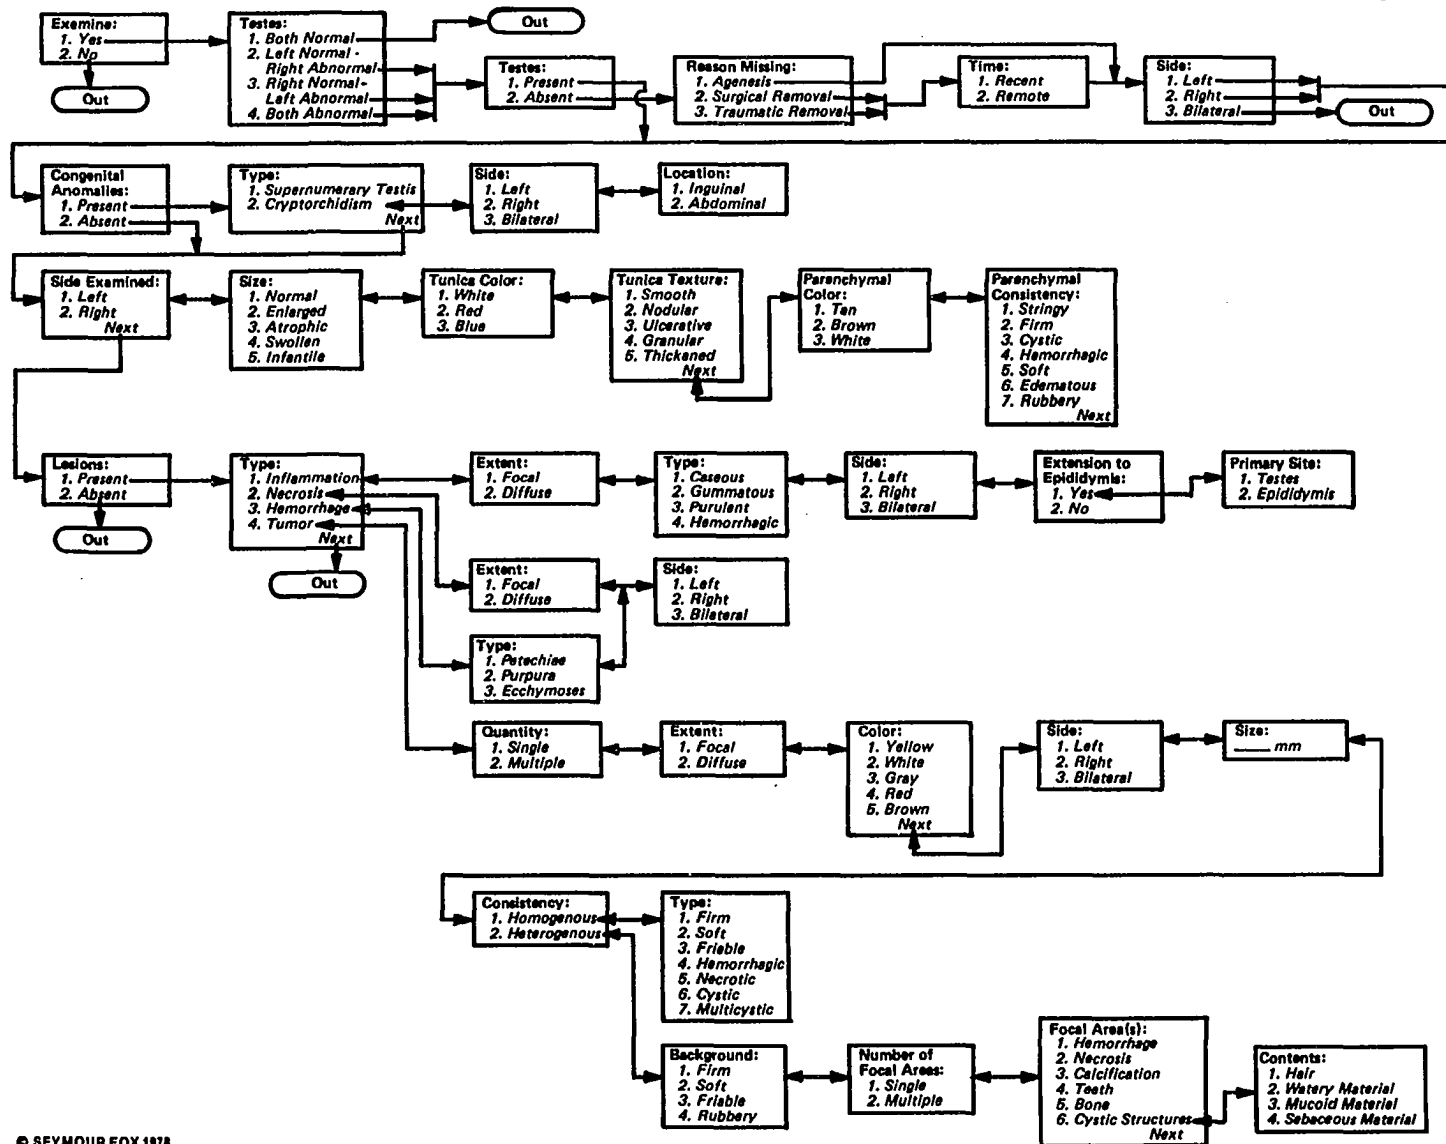 Examine:
1. Yes
2. No
Out
Testes:
1. Both Normal
2. Left Normal -
Right Abnormal
3. Right Normal-
Left Abnormal
4. Both Abnormal
Out
Testes:
1. Present
2. Absent
Reason Missing:
1. Agenesis
2. Surgical Removal
3. Traumatic Removal
Time:
1. Recent
2. Remote
Side:
1. Left
2. Right
3. Bilateral
Out
Congenital
Anomalies:
1. Present
2. Absent
Type:
1. Supernumerary Testis
2. Cryptorchidism
Next
Side:
1. Left
2. Right
3. Bilateral
Location:
1. Inguinal
2. Abdominal
Side Examined:
1. Left
2. Right
Next
Size:
1. Normal
2. Enlarged
3. Atrophic
4. Swollen
5. Infantile
Tunica Color:
1. White
2. Red
3. Blue
Tunica Texture:
1. Smooth
2. Nodular
3. Ulcerative
4. Granular
5. Thickened
Next
Parenchymal
Color:
1. Tan
2. Brown
3. White
Parenchymal
Consistency:
1. Stringy
2. Firm
3. Cystic
4. Hemorrhagic
5. Soft
6. Edematous
7. Rubbery
Next
Lesions:
1. Present
2. Absent
Out
Type:
1. Inflammation
2. Necrosis
3. Hemorrhage
4. Tumor
Next
Out
Extent:
1. Focal
2. Diffuse
Type:
1. Caseous
2. Gummatous
3. Purulent
4. Hemorrhagic
Side:
1. Left
2. Right
3. Bilateral
Extension to
Epididymis:
1. Yes
2. No
Primary Site:
1. Testes
2. Epididymis
Extent:
1. Focal
2. Diffuse
Side:
1. Left
2. Right
3. Bilateral
Type:
1. Petechiae
2. Purpura
3. Ecchymoses
Quantity:
1. Single
2. Multiple
Extent:
1. Focal
2. Diffuse
Color:
1. Yellow
2. White
3. Gray
4. Red
5. Brown
Next
Side:
1. Left
2. Right
3. Bilateral
Size:
____ mm
Consistency:
1. Homogenous
2. Heterogenous
Type:
1. Firm
2. Soft
3. Friable
4. Hemorrhagic
5. Necrotic
6. Cystic
7. Multicystic
Background:
1. Firm
2. Soft
3. Friable
4. Rubbery
Number of
Focal Areas:
1. Single
2. Multiple
Focal Area(s):
1. Hemorrhage
2. Necrosis
3. Calcification
4. Teeth
5. Bone
6. Cystic Structures
Next
Contents:
1. Hair
2. Watery Material
3. Mucoid Material
4. Sebaceous Material
© SEYMOUR FOX 1978